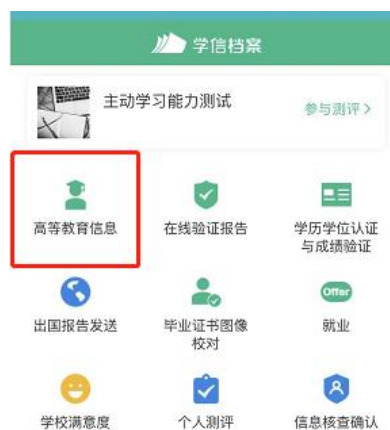 学信档案
主动学习能力测试
参与测评>
高等教育信息
在线验证报告
学历学位认证
与成绩验证
出国报告发送
毕业证书图像
校对
Offer
就业
学校满意度
个人测评
信息核查确认